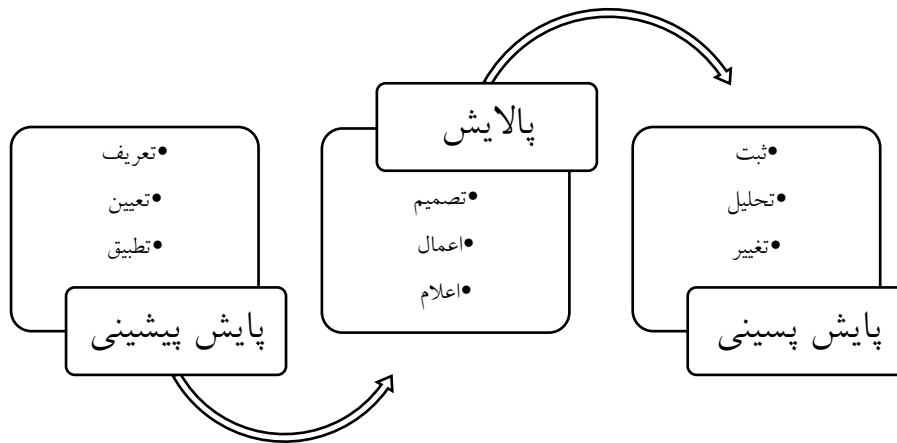 •تعریف
•تعیین
•تطبیق
پایش پیشینی
پالایش
•تصمیم
•اعمال
•اعلام
•ثبت
•تحلیل
•تغییر
پایش پسینی